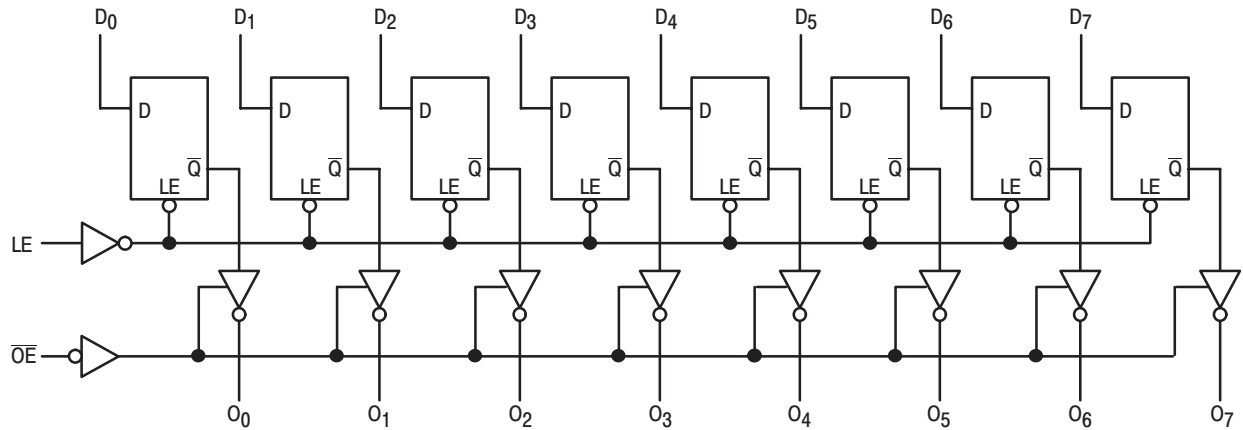 D₀ D₁ D₂ D₃ D₄ D₅ D₆ D₇
D D D D D D D D
Q̅ Q̅ Q̅ Q̅ Q̅ Q̅ Q̅ Q̅
LE LE LE LE LE LE LE LE
LE
O̅E̅
O₀ O₁ O₂ O₃ O₄ O₅ O₆ O₇